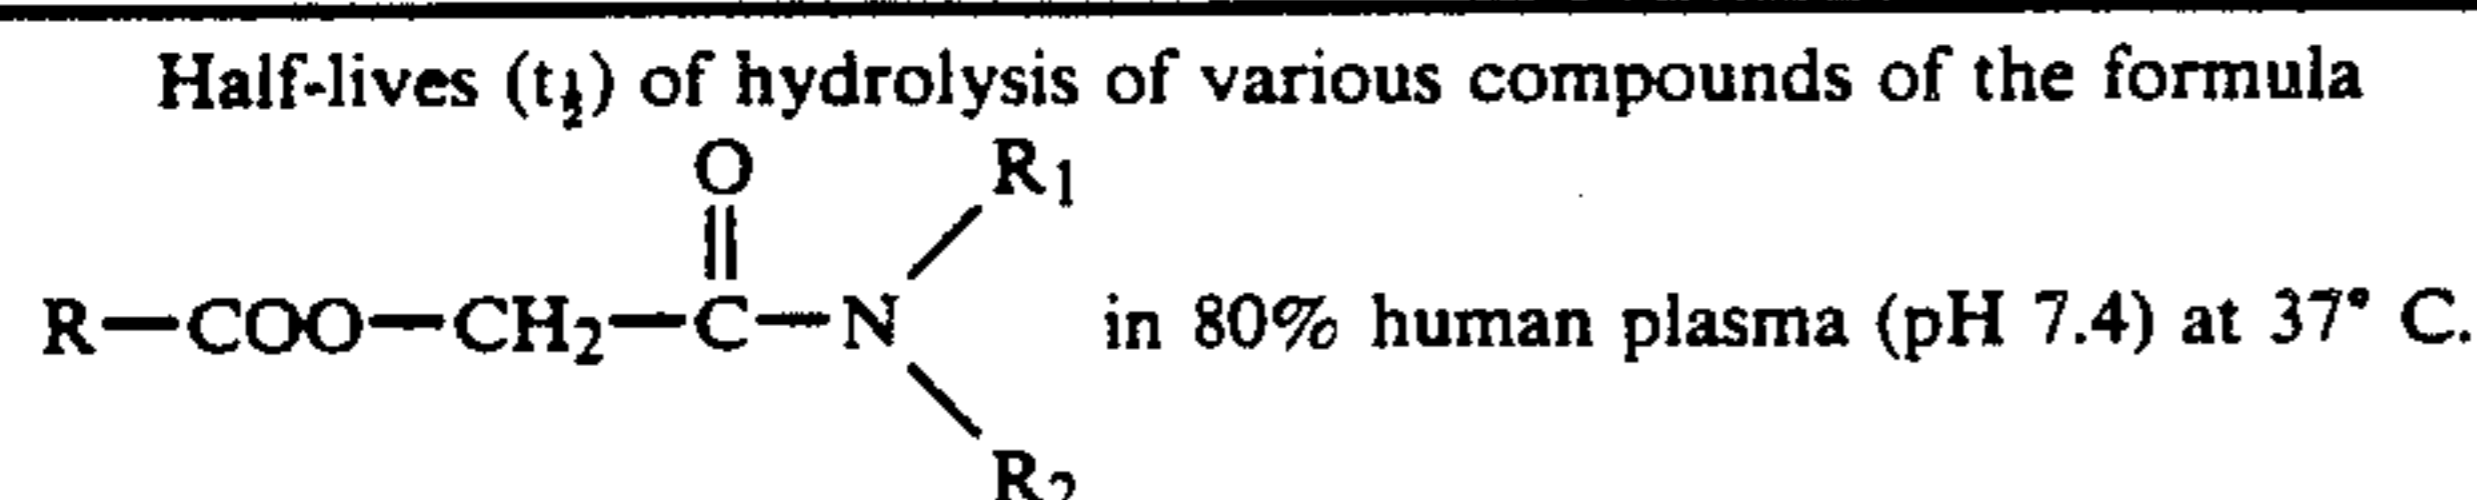 Half-lives (t½) of hydrolysis of various compounds of the formula
O R₁
R—COO—CH₂—C—N in 80% human plasma (pH 7.4) at 37° C.
R₂